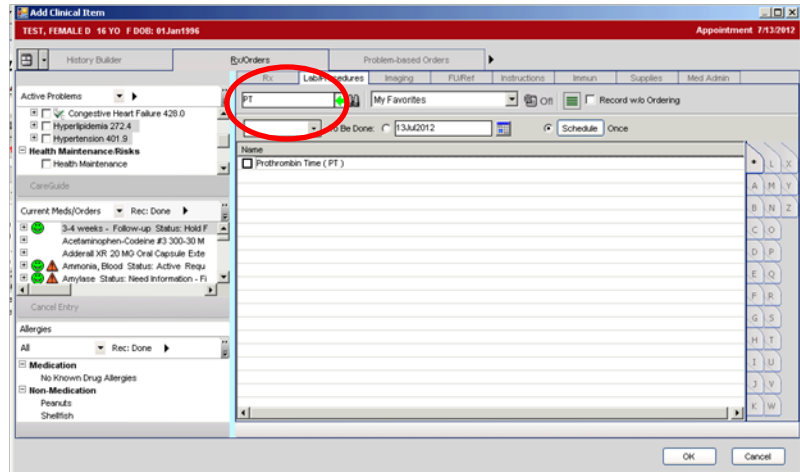 Add Clinical Item
TEST, FEMALE D 16 YO F DOB: 01Jan1996 Appointment 7/13/2012
History Builder Rx/Orders Problem-based Orders
Rx Lab/Procedures Imaging FU/Ref Instructions Immun Supplies Med Admin
Active Problems
PT My Favorites Off Record w/o Ordering
Congestive Heart Failure 428.0
Hyperlipidemia 272.4
Hypertension 401.9
Health Maintenance/Risks
Health Maintenance
CareGuide
To Be Done: 13Jul2012 Schedule Once
Name
Prothrombin Time ( PT )
Current Meds/Orders Rec: Done
3-4 weeks - Follow-up Status: Hold F
Acetaminophen-Codeine #3 300-30 M
Adderall XR 20 MG Oral Capsule Exte
Ammonia, Blood Status: Active Requ
Amylase Status: Need Information - Fi
Cancel Entry
Allergies
All Rec: Done
Medication
No Known Drug Allergies
Non-Medication
Peanuts
Shellfish
* L X
A M Y
B N Z
C O
D P
E Q
F R
G S
H T
I U
J V
K W
OK Cancel